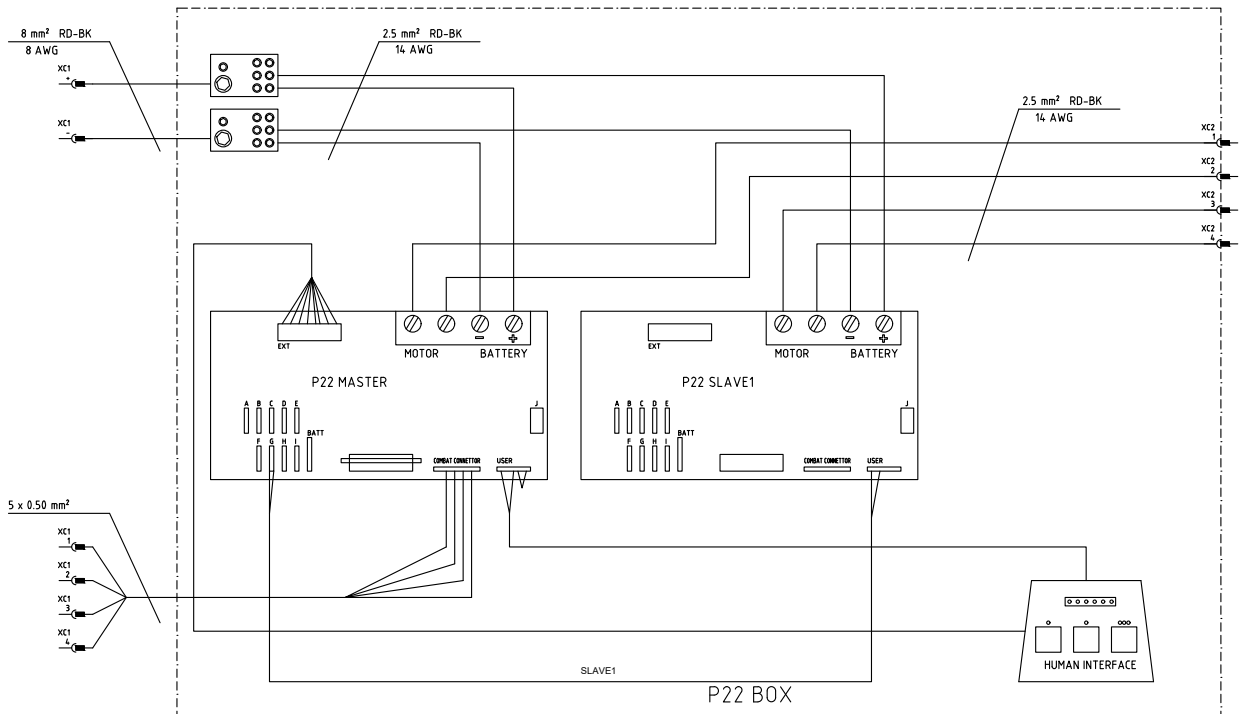 8 mm² RD-BK
8 AWG
2.5 mm² RD-BK
14 AWG
XC1
+
XC1
-
2.5 mm² RD-BK
14 AWG
XC2
1
XC2
2
XC2
3
XC2
4
EXT
MOTOR
- +
BATTERY
P22 MASTER
A B C D E
J
F G H I
BATT
COMBAT CONNETTOR
USER
EXT
MOTOR
- +
BATTERY
P22 SLAVE1
A B C D E
J
F G H I
BATT
COMBAT CONNETTOR
USER
5 x 0.50 mm²
XC1
1
XC1
2
XC1
3
XC1
4
HUMAN INTERFACE
SLAVE1
P22 BOX